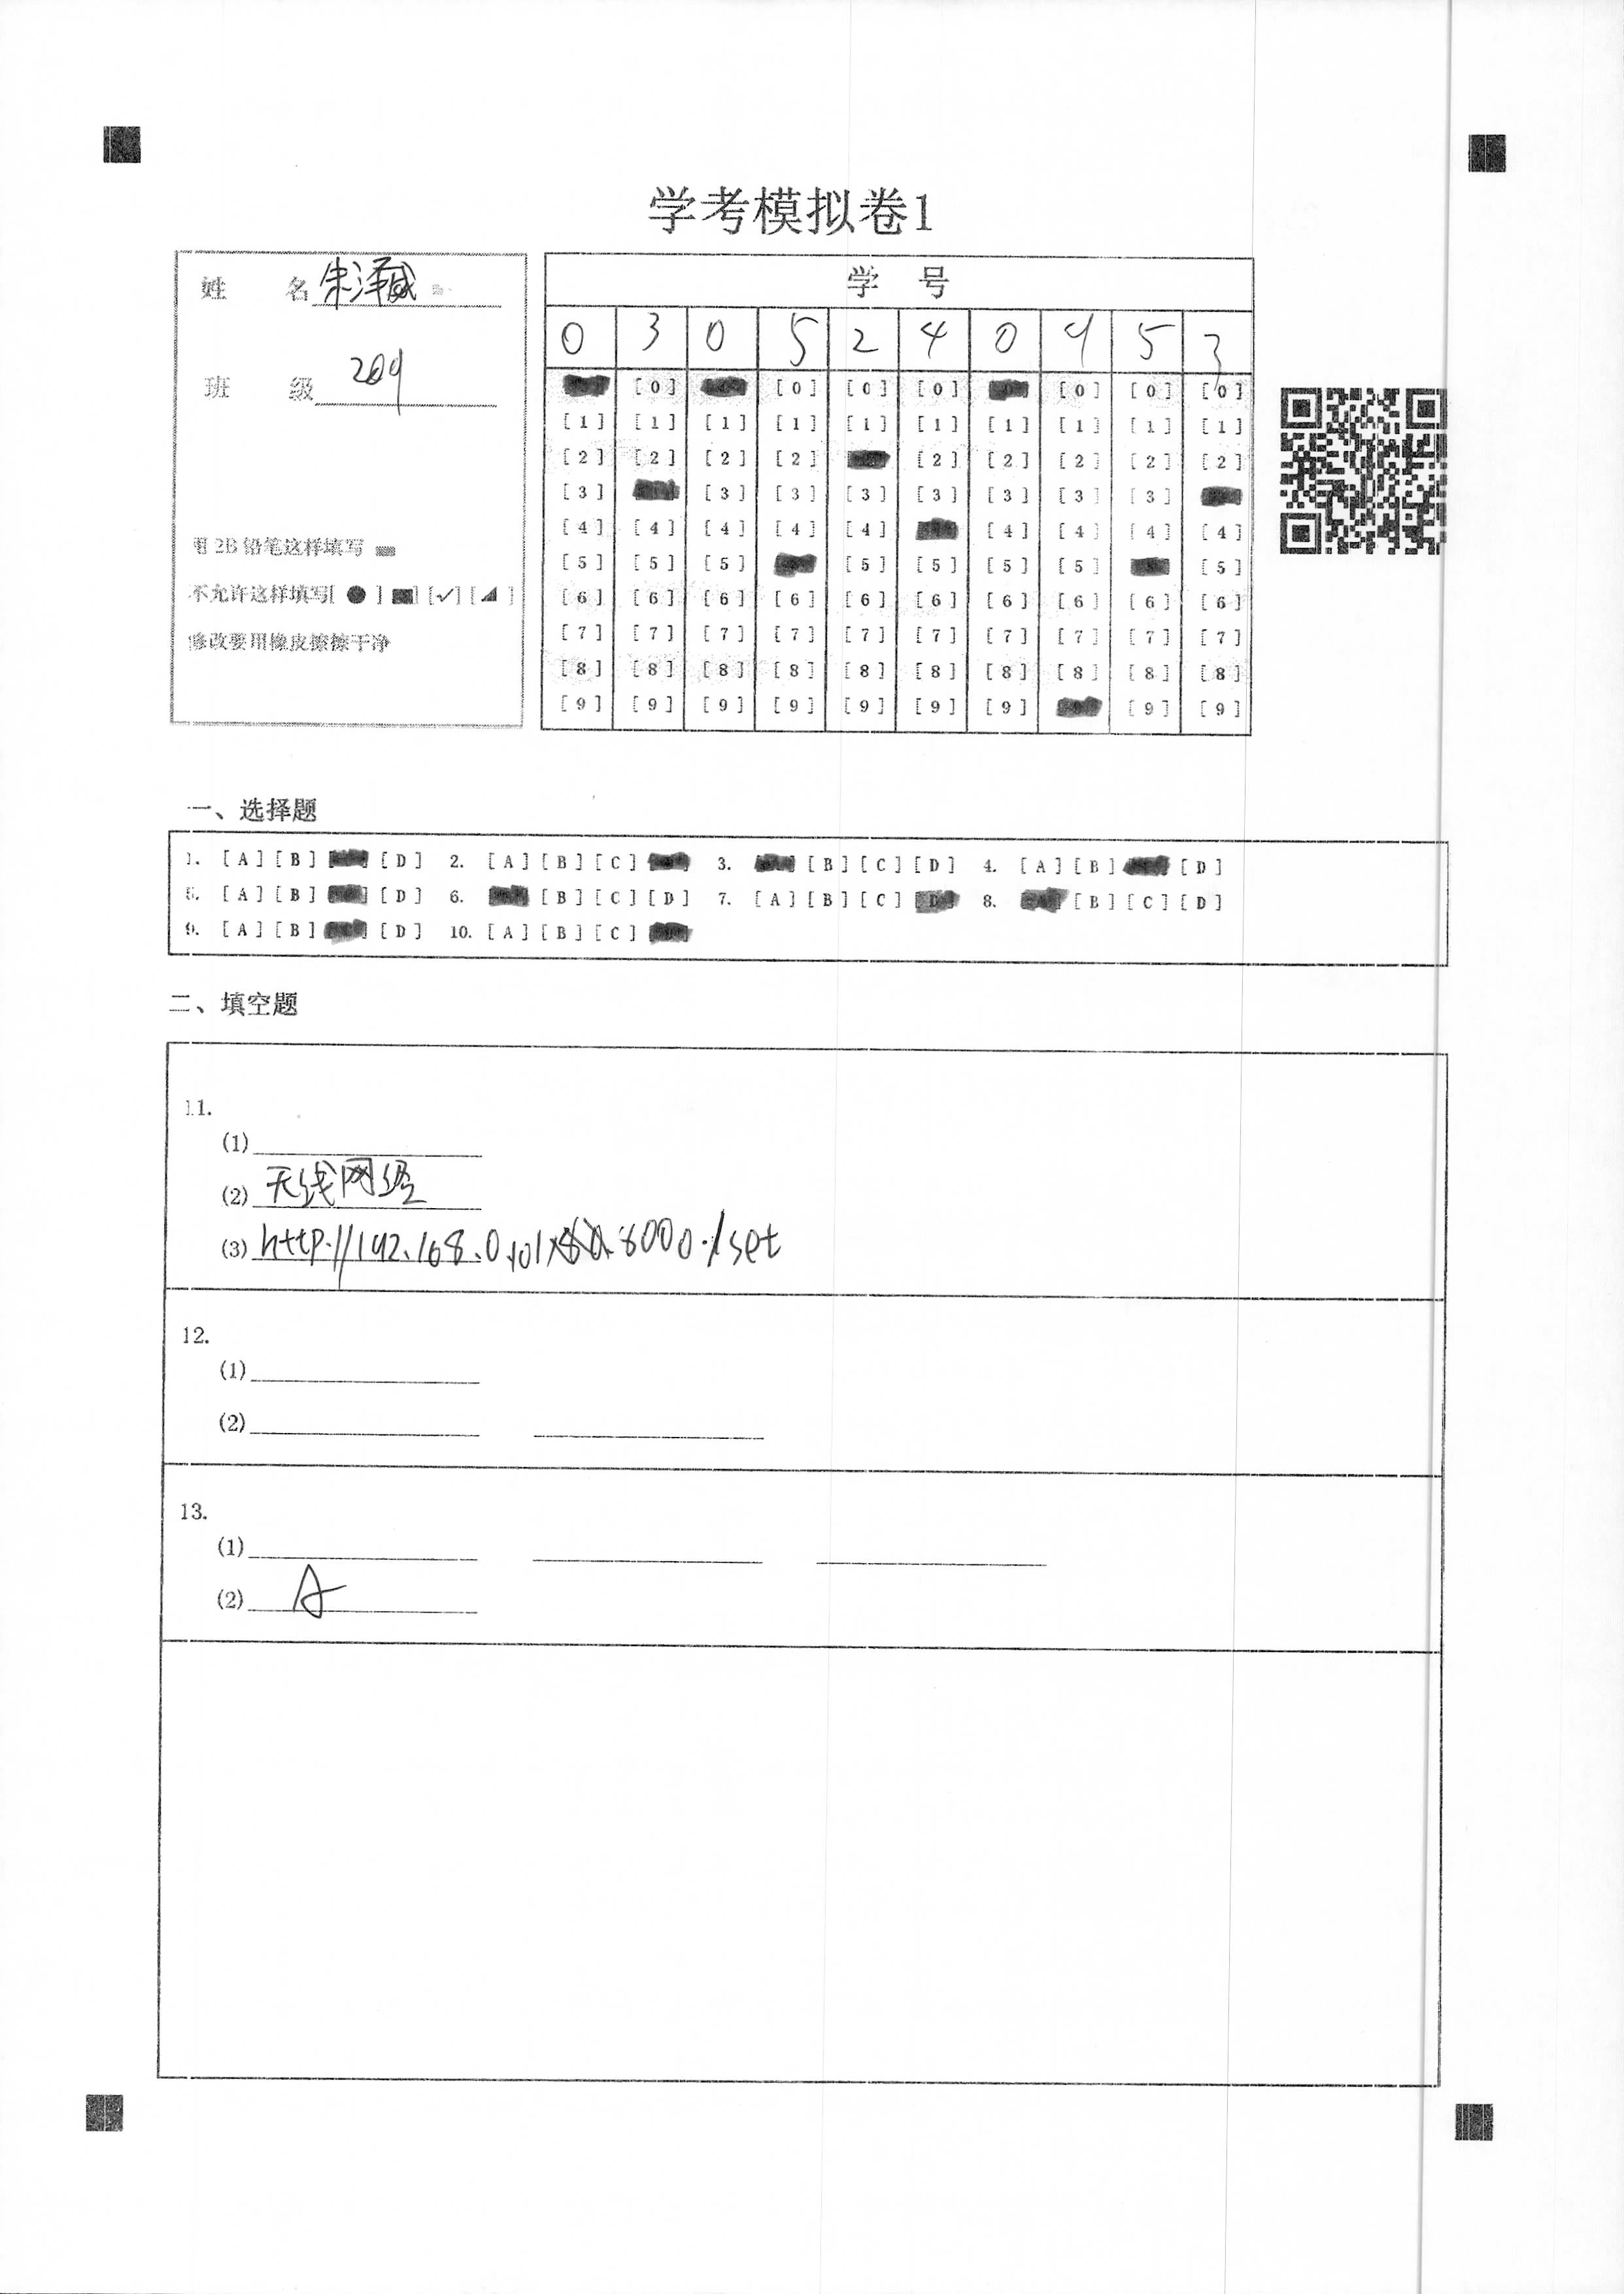 学考模拟卷1
姓 名 朱泽威
班 级 209
用 2B 铅笔这样填写
不允许这样填写[ ● ] ■ [✓] [◢ ]
修改要用橡皮擦擦干净
学 号
0 3 0 5 2 4 0 9 5 3
[0] [0] [0] [0] [0] [0] [0]
[1] [1] [1] [1] [1] [1] [1] [1] [1] [1]
[2] [2] [2] [2] [2] [2] [2] [2] [2]
[3] [3] [3] [3] [3] [3] [3] [3]
[4] [4] [4] [4] [4] [4] [4] [4] [4]
[5] [5] [5] [5] [5] [5] [5] [5]
[6] [6] [6] [6] [6] [6] [6] [6] [6] [6]
[7] [7] [7] [7] [7] [7] [7] [7] [7] [7]
[8] [8] [8] [8] [8] [8] [8] [8] [8] [8]
[9] [9] [9] [9] [9] [9] [9] [9] [9]
一、选择题
1. [A] [B] [D] 2. [A] [B] [C] 3. [B] [C] [D] 4. [A] [B] [D]
5. [A] [B] [D] 6. [B] [C] [D] 7. [A] [B] [C] [D] 8. [B] [C] [D]
9. [A] [B] [D] 10. [A] [B] [C]
二、填空题
11.
(1)
(2) 无线网络
(3) http://192.168.0.101:8000/set
12.
(1)
(2)
13.
(1)
(2) A